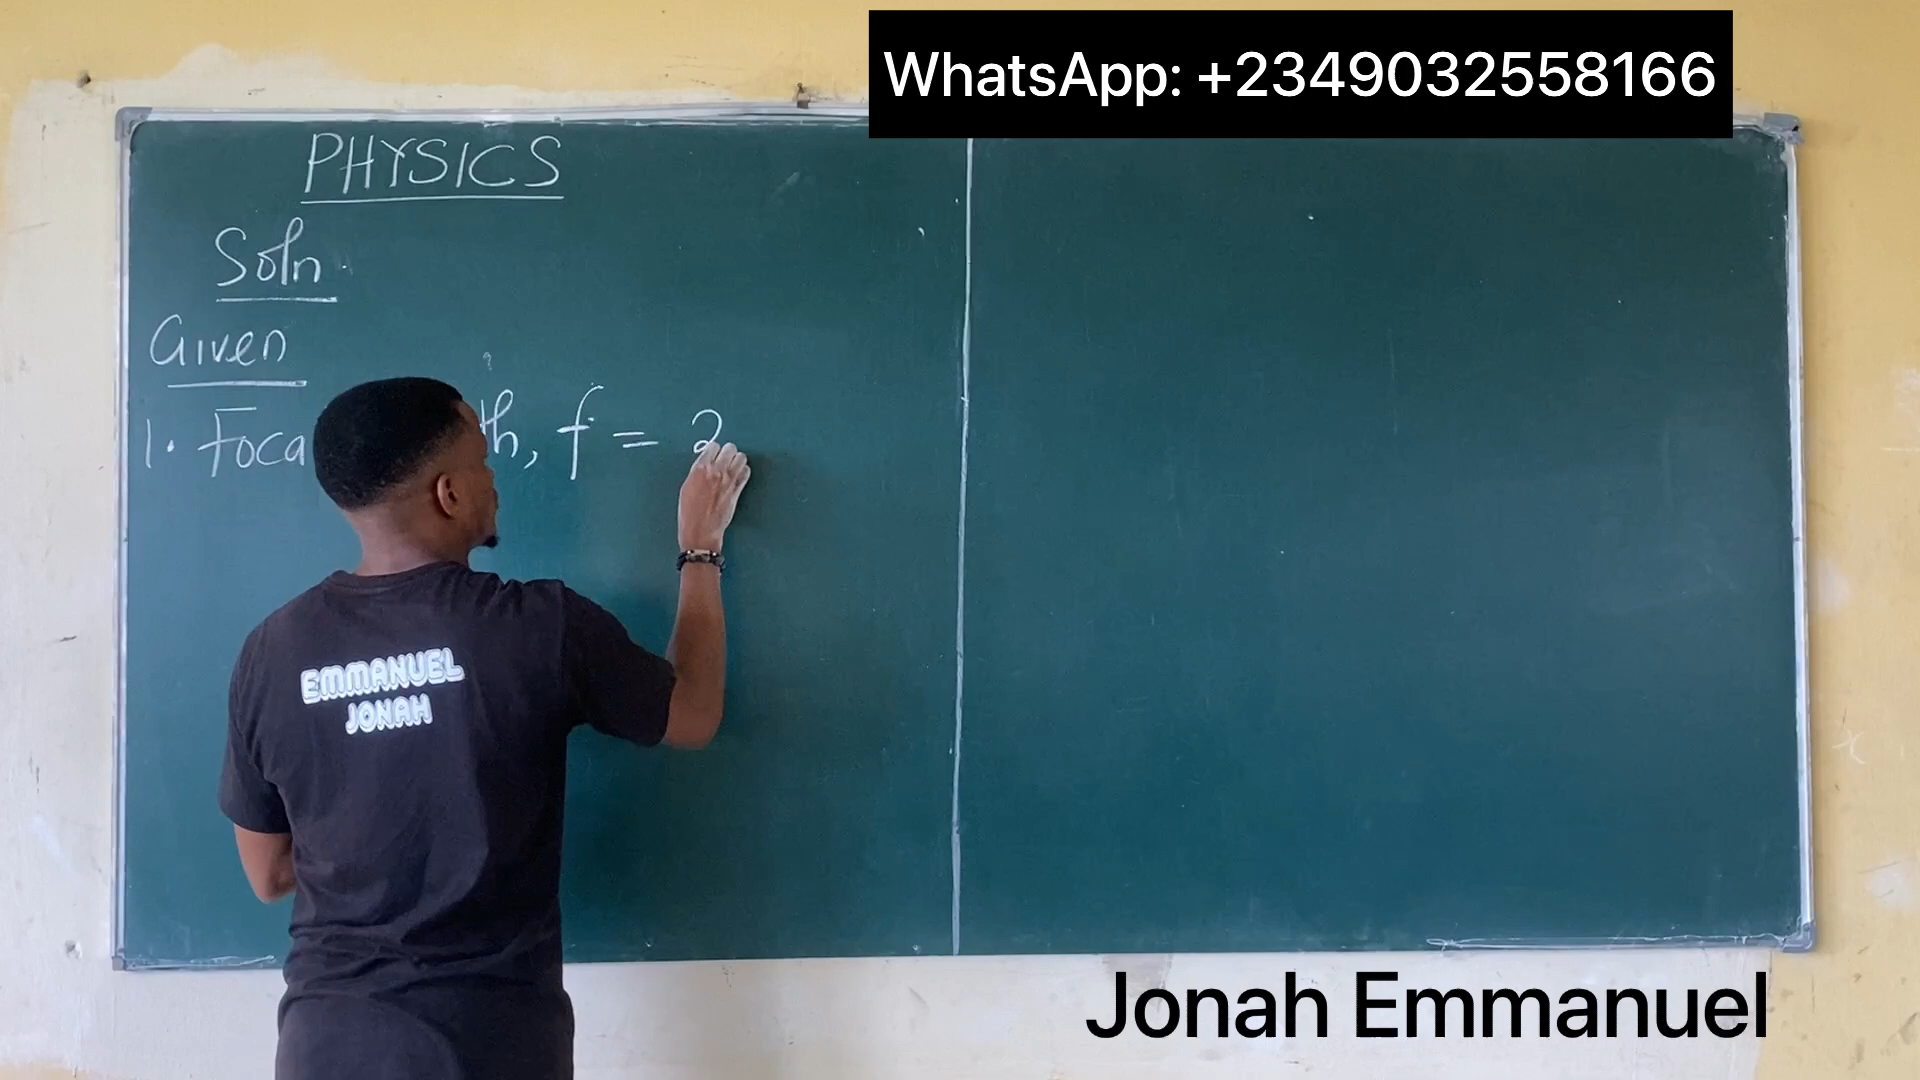 WhatsApp: +2349032558166
PHYSICS
Soln
Given
1. Foca th, f = 2
EMMANUEL
JONAH
Jonah Emmanuel